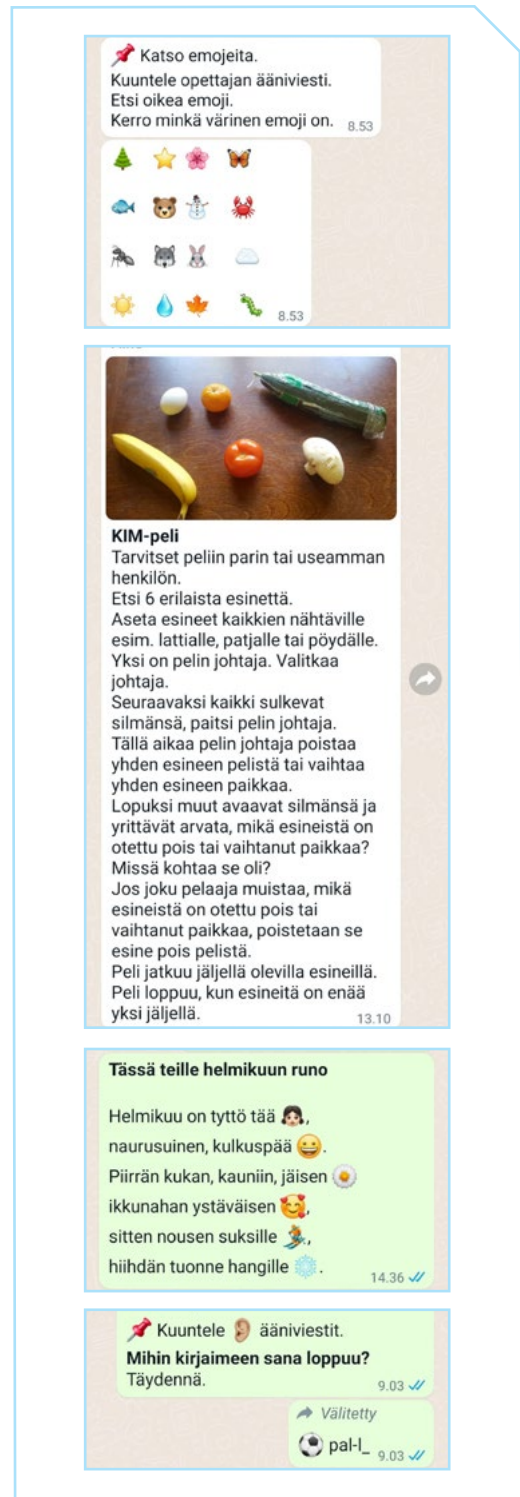 📌 Katso emojeita.
Kuuntele opettajan ääniviesti.
Etsi oikea emoji.
Kerro minkä värinen emoji on. 8.53
🌲 ⭐ 🌸 🦋
🐟 🐻 ⛄ 🦀
🐜 🐺 🐰 ☁️
☀️ 💧 🍁 🐛 8.53
KIM-peli
Tarvitset peliin parin tai useamman
henkilön.
Etsi 6 erilaista esinettä.
Aseta esineet kaikkien nähtäville
esim. lattialle, patjalle tai pöydälle.
Yksi on pelin johtaja. Valitkaa
johtaja.
Seuraavaksi kaikki sulkevat
silmänsä, paitsi pelin johtaja.
Tällä aikaa pelin johtaja poistaa
yhden esineen pelistä tai vaihtaa
yhden esineen paikkaa.
Lopuksi muut avaavat silmänsä ja
yrittävät arvata, mikä esineistä on
otettu pois tai vaihtanut paikkaa?
Missä kohtaa se oli?
Jos joku pelaaja muistaa, mikä
esineistä on otettu pois tai
vaihtanut paikkaa, poistetaan se
esine pois pelistä.
Peli jatkuu jäljellä olevilla esineillä.
Peli loppuu, kun esineitä on enää
yksi jäljellä. 13.10
Tässä teille helmikuun runo
Helmikuu on tyttö tää 👧🏻,
naurusuinen, kulkuspää 😀.
Piirrän kukan, kauniin, jäisen 🌼
ikkunahan ystäväisen 🥰,
sitten nousen suksille ⛷️,
hiihdän tuonne hangille ❄️. 14.36
📌 Kuuntele 👂🏼 ääniviestit.
Mihin kirjaimeen sana loppuu?
Täydennä. 9.03
Välitetty
⚽ pal-l_ 9.03